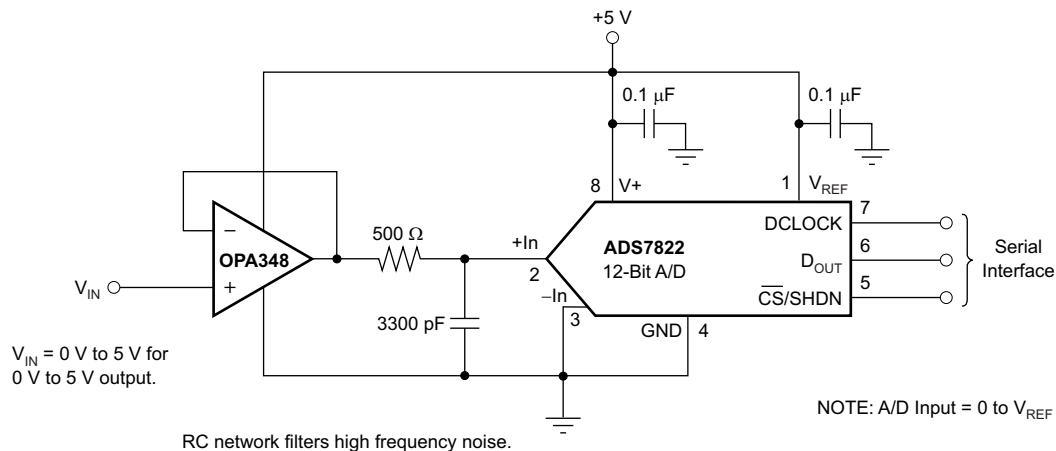 +5 V
0.1 μF
0.1 μF
8
V+
1
V_REF
7
DCLOCK
500 Ω
+In
ADS7822
6
−
OPA348
2
12-Bit A/D
D_OUT
Serial
Interface
V_IN
+
−In
5
C̅S̅/SHDN
3
3300 pF
GND
4
V_IN = 0 V to 5 V for
0 V to 5 V output.
NOTE: A/D Input = 0 to V_REF
RC network filters high frequency noise.